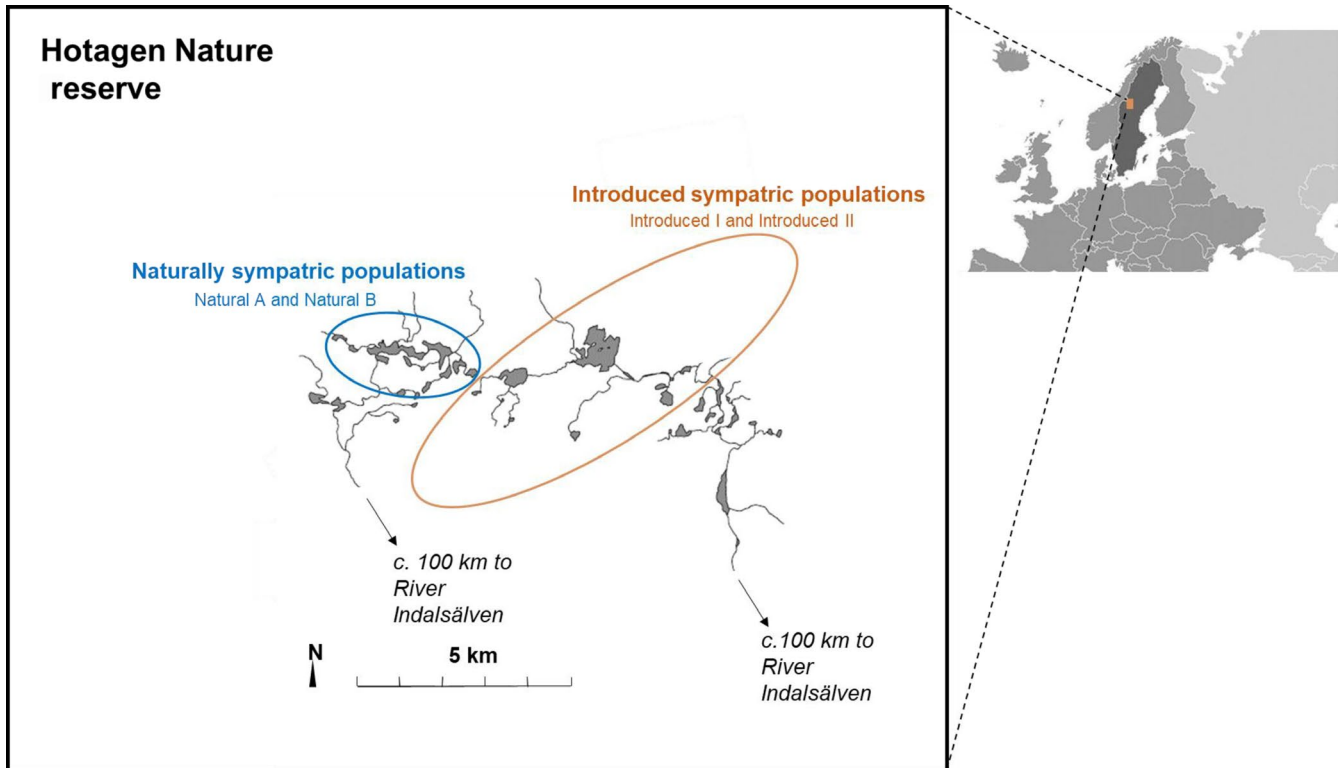 Hotagen Nature
reserve
Introduced sympatric populations
Introduced I and Introduced II
Naturally sympatric populations
Natural A and Natural B
c. 100 km to
River
Indalsälven
c.100 km to
River
Indalsälven
N
5 km